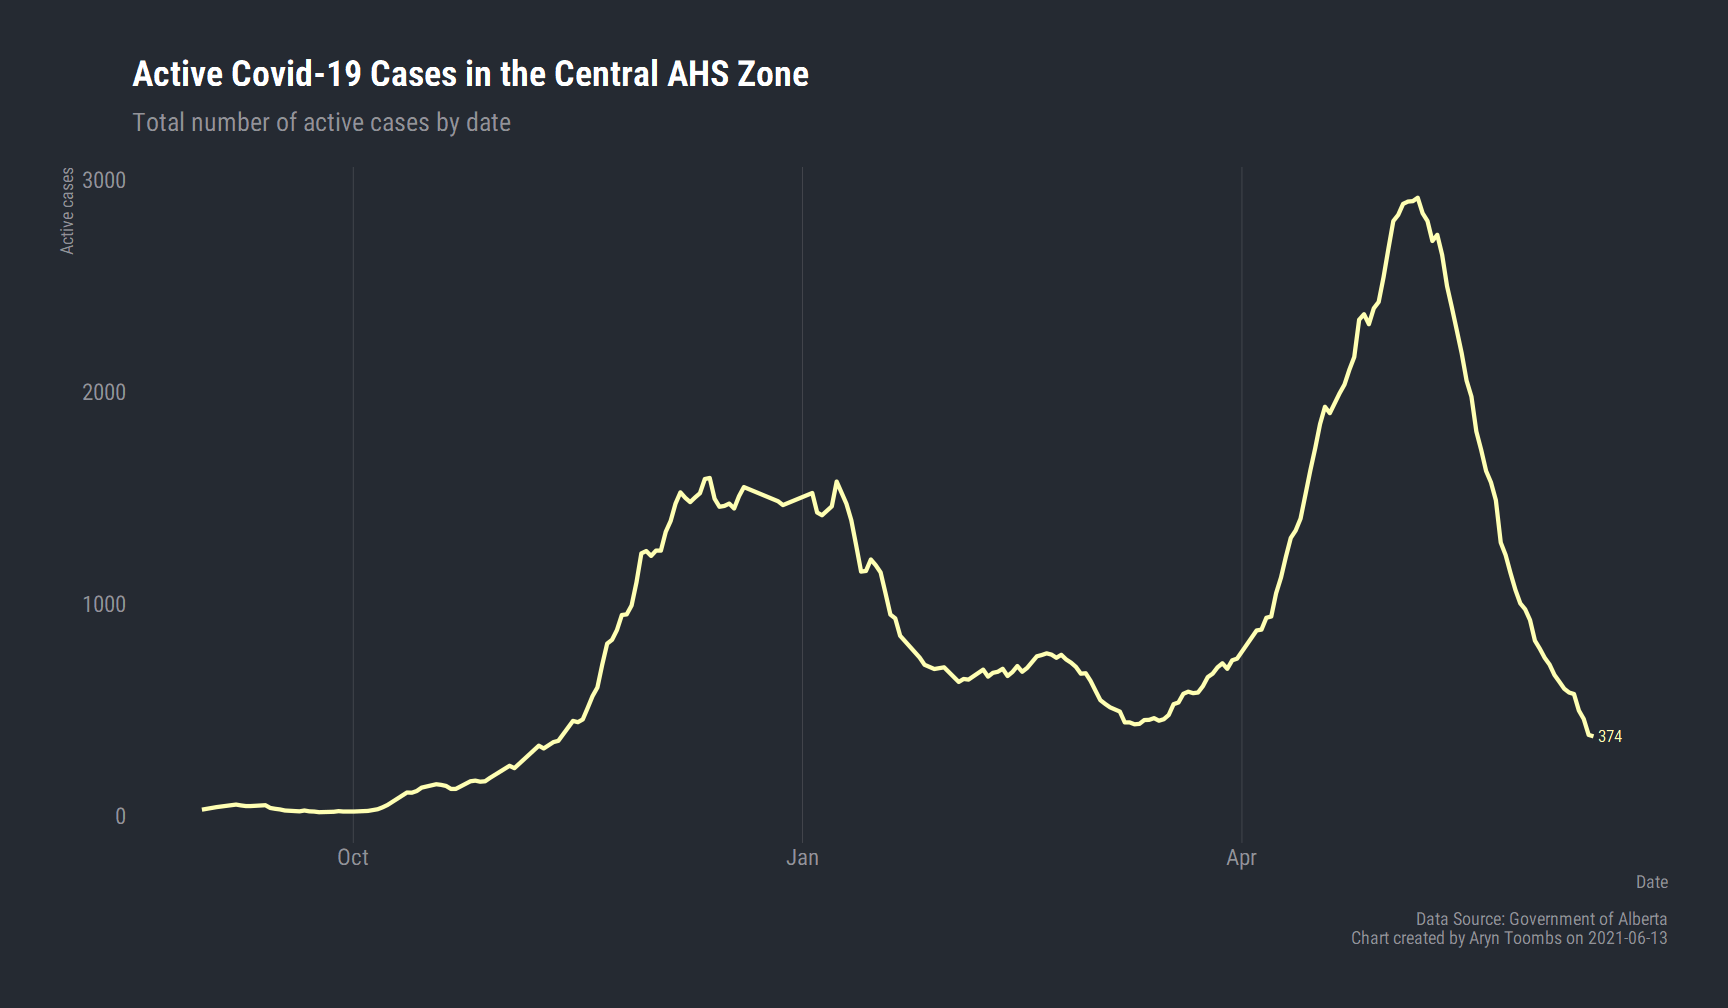 Active Covid-19 Cases in the Central AHS Zone
Total number of active cases by date
Active cases
3000
2000
1000
0
374
Oct
Jan
Apr
Date
Data Source: Government of Alberta
Chart created by Aryn Toombs on 2021-06-13